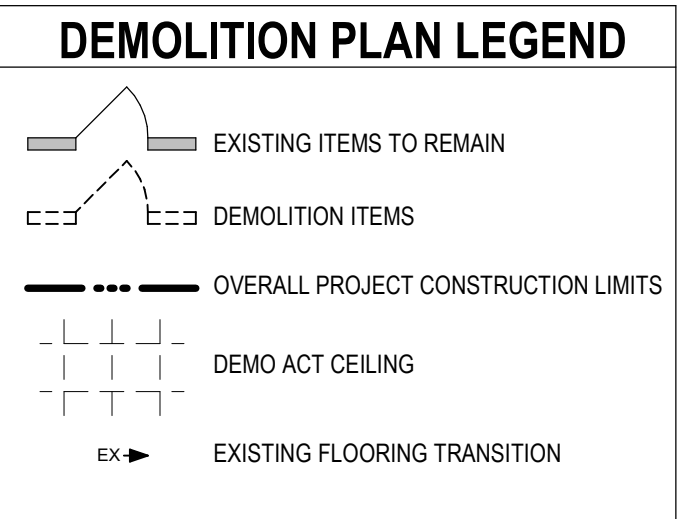 DEMOLITION PLAN LEGEND
EXISTING ITEMS TO REMAIN
DEMOLITION ITEMS
OVERALL PROJECT CONSTRUCTION LIMITS
DEMO ACT CEILING
EX EXISTING FLOORING TRANSITION